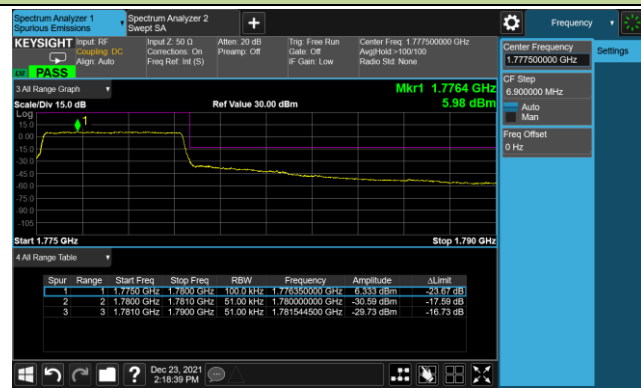 Spectrum Analyzer 1
Spurious Emissions
Spectrum Analyzer 2
Swept SA
Frequency
KEYSIGHT
Input: RF
Coupling: DC
Align: Auto
Input Z: 50 Ω
Corrections: On
Freq Ref: Int (S)
Atten: 20 dB
Preamp: Off
Trig: Free Run
Gate: Off
IF Gain: Low
Center Freq: 1.777500000 GHz
Avg|Hold:>100/100
Radio Std: None
PASS
Center Frequency
1.777500000 GHz
Settings
CF Step
6.900000 MHz
Auto
Man
Freq Offset
0 Hz
3 All Range Graph
Mkr1 1.7764 GHz
5.98 dBm
Scale/Div 15.0 dB
Ref Value 30.00 dBm
Log
15.0
0.00
-15.0
-30.0
-45.0
-60.0
-75.0
-90.0
-105
1
Start 1.775 GHz
Stop 1.790 GHz
4 All Range Table
Spur Range Start Freq Stop Freq RBW Frequency Amplitude ΔLimit
1 1 1.7750 GHz 1.7800 GHz 100.0 kHz 1.776350000 GHz 6.333 dBm -23.67 dB
2 2 1.7800 GHz 1.7810 GHz 51.00 kHz 1.780000000 GHz -30.59 dBm -17.59 dB
3 3 1.7810 GHz 1.7900 GHz 51.00 kHz 1.781544500 GHz -29.73 dBm -16.73 dB
?
Dec 23, 2021
2:18:39 PM